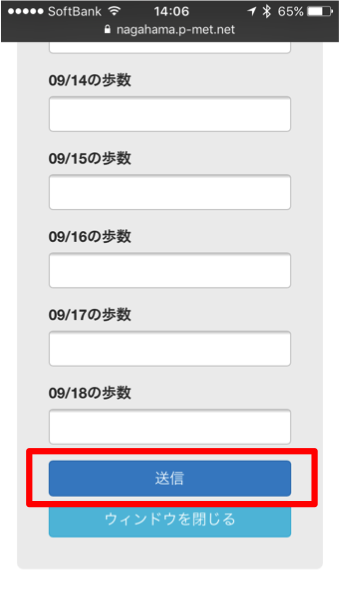 SoftBank 14:06 65%
nagahama.p-met.net
09/14の歩数
09/15の歩数
09/16の歩数
09/17の歩数
09/18の歩数
送信
ウィンドウを閉じる